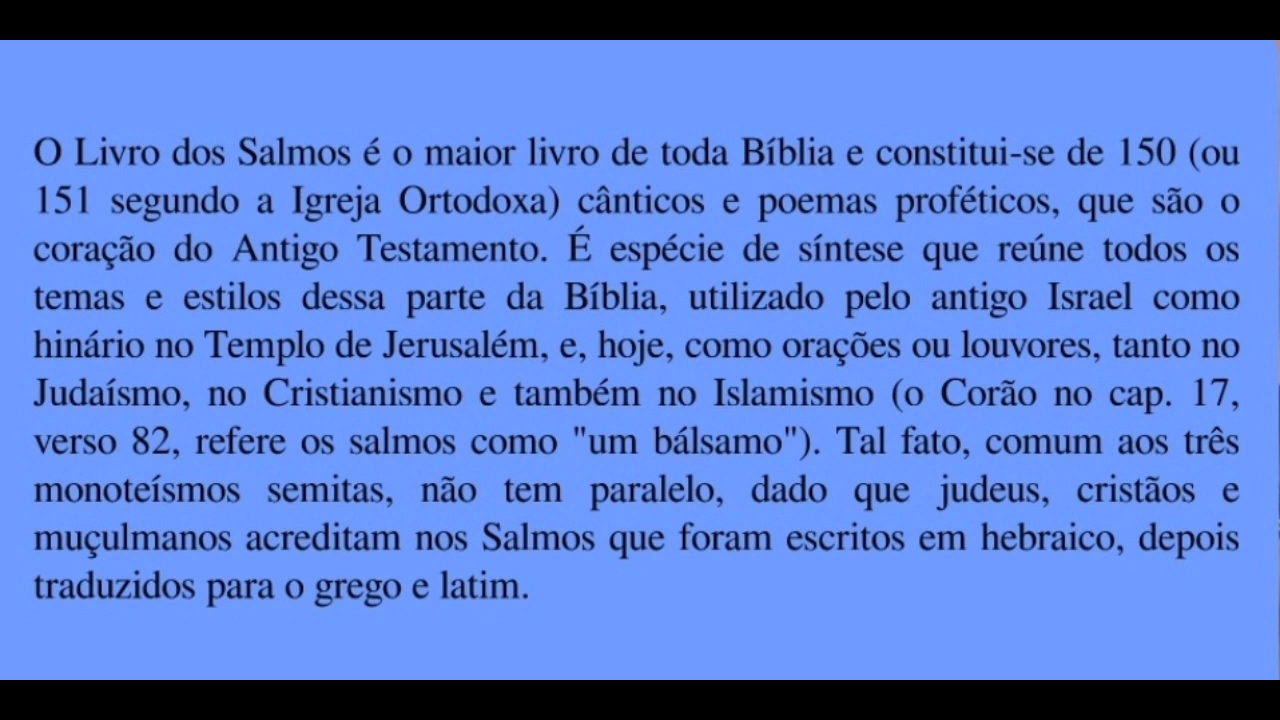 O Livro dos Salmos é o maior livro de toda Bíblia e constitui-se de 150 (ou
151 segundo a Igreja Ortodoxa) cânticos e poemas proféticos, que são o
coração do Antigo Testamento. É espécie de síntese que reúne todos os
temas e estilos dessa parte da Bíblia, utilizado pelo antigo Israel como
hinário no Templo de Jerusalém, e, hoje, como orações ou louvores, tanto no
Judaísmo, no Cristianismo e também no Islamismo (o Corão no cap. 17,
verso 82, refere os salmos como "um bálsamo"). Tal fato, comum aos três
monoteísmos semitas, não tem paralelo, dado que judeus, cristãos e
muçulmanos acreditam nos Salmos que foram escritos em hebraico, depois
traduzidos para o grego e latim.